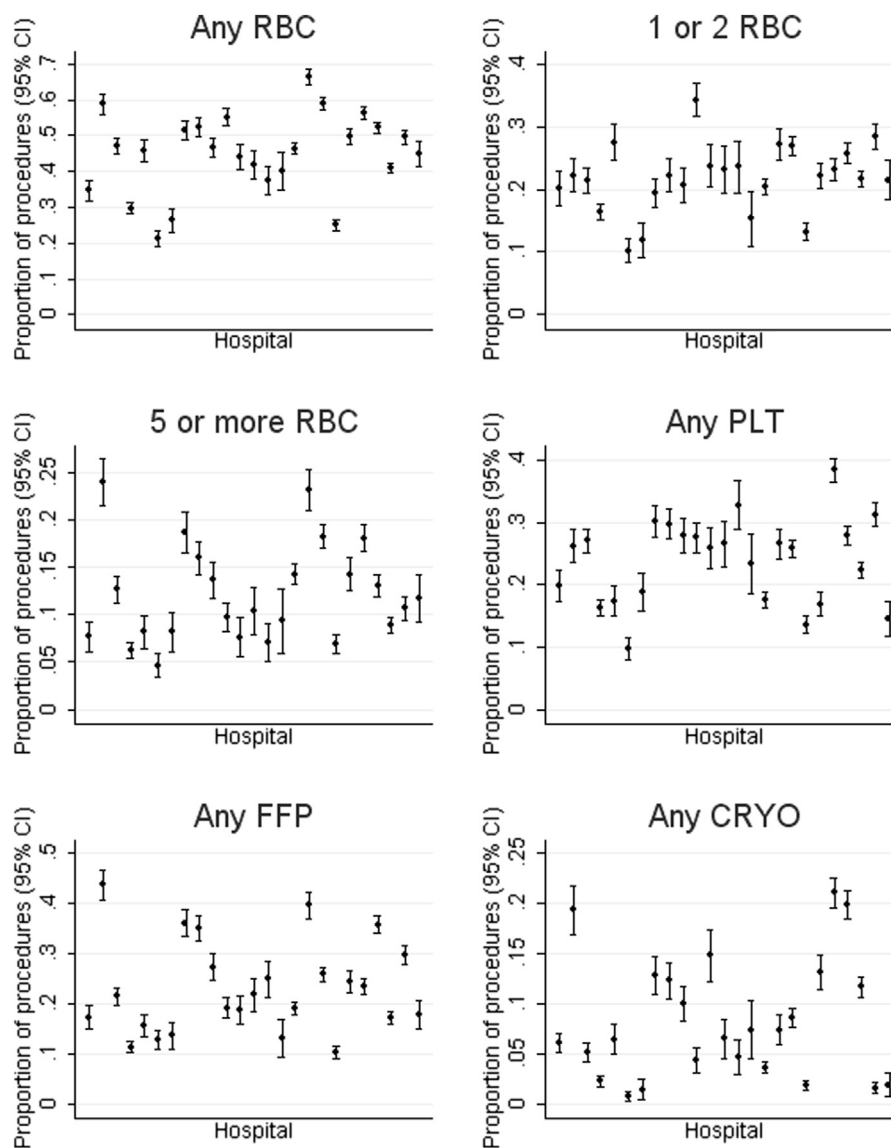 Any RBC
Proportion of procedures (95% CI)
.7
.6
.5
.4
.3
.2
.1
0
Hospital
1 or 2 RBC
Proportion of procedures (95% CI)
.4
.3
.2
.1
0
Hospital
5 or more RBC
Proportion of procedures (95% CI)
.25
.2
.15
.1
.05
0
Hospital
Any PLT
Proportion of procedures (95% CI)
.4
.3
.2
.1
0
Hospital
Any FFP
Proportion of procedures (95% CI)
.5
.4
.3
.2
.1
0
Hospital
Any CRYO
Proportion of procedures (95% CI)
.25
.2
.15
.1
.05
0
Hospital